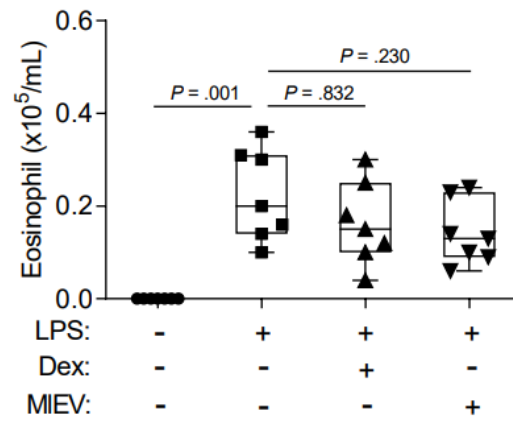 0.6
P = .230
P = .001 P = .832
0.4
Eosinophil (x10⁵/mL)
0.2
0.0
LPS: - + + +
Dex: - - + -
MIEV: - - - +